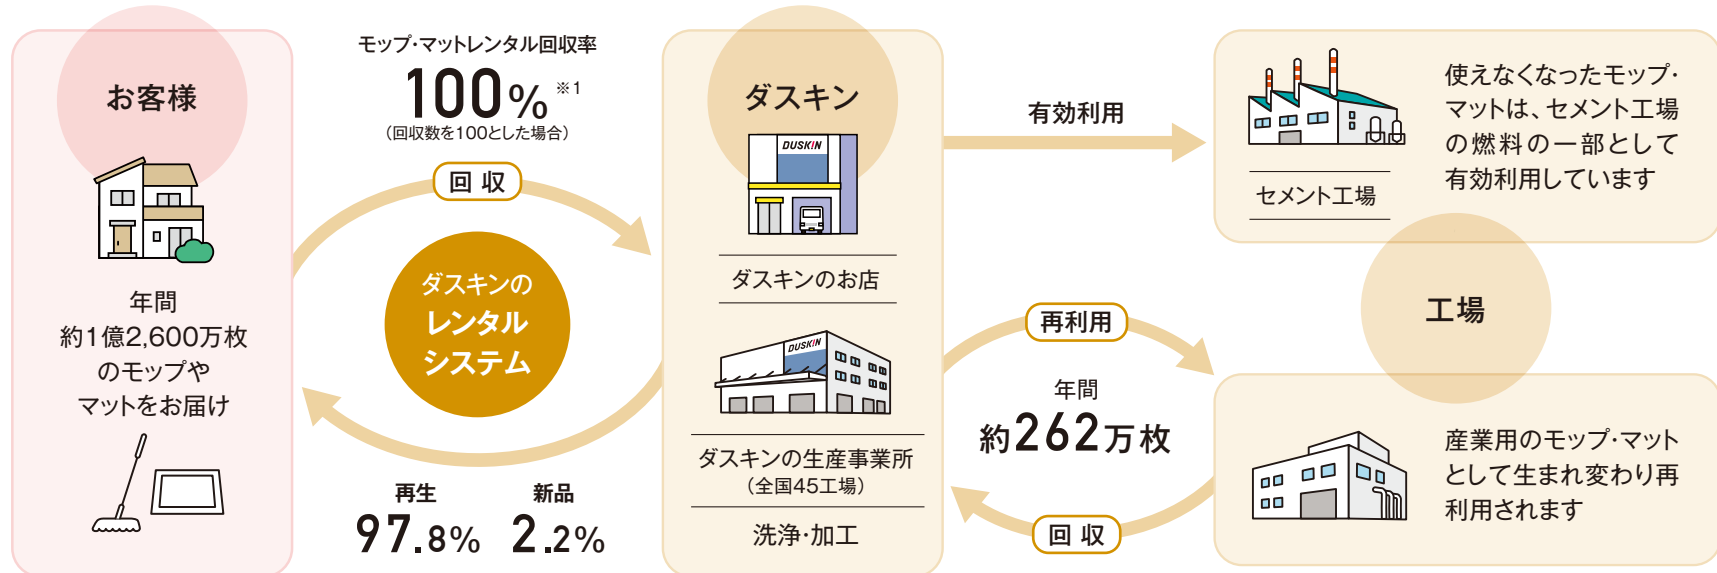 お客様
年間
約1億2,600万枚
のモップや
マットをお届け
モップ・マットレンタル回収率
100%※1
(回収数を100とした場合)
回収
ダスキンの
レンタル
システム
再生
97.8%
新品
2.2%
ダスキン
DUSKIN
ダスキンのお店
DUSKIN
ダスキンの生産事業所
(全国45工場)
洗浄・加工
有効利用
セメント工場
使えなくなったモップ・
マットは、セメント工場
の燃料の一部として
有効利用しています
工場
再利用
年間
約262万枚
回収
産業用のモップ・マット
として生まれ変わり再
利用されます